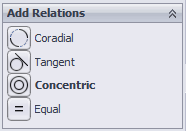 Add Relations
Coradial
Tangent
Concentric
Equal